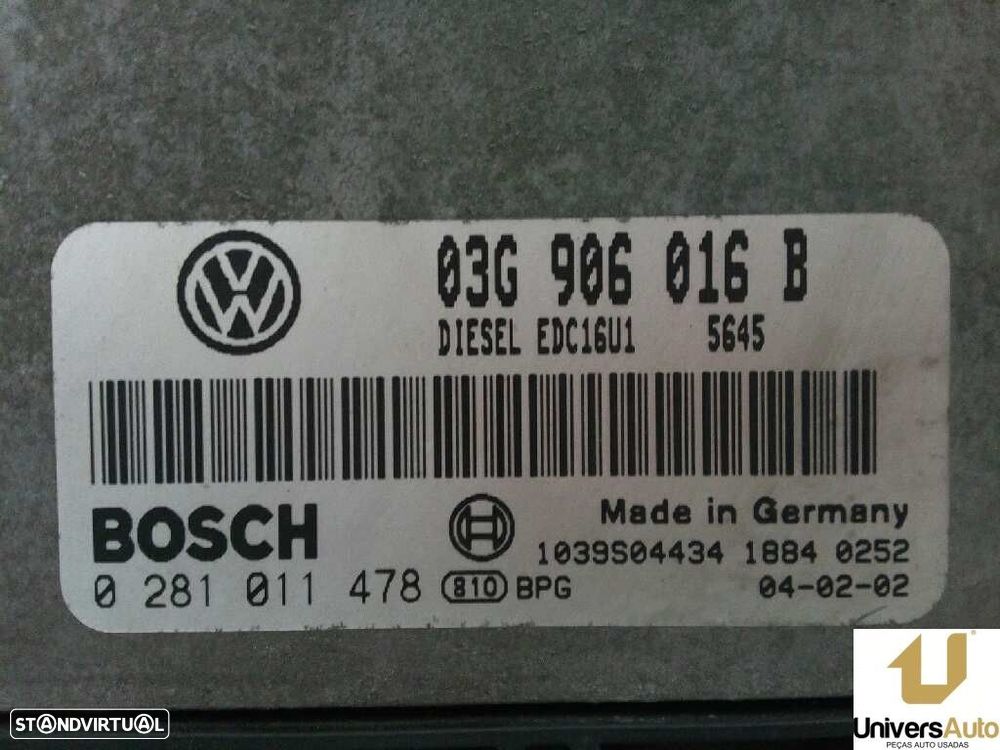 03G 906 016 B
DIESEL EDC16U1 5645
BOSCH
Made in Germany
1039S04434 1884 0252
0 281 011 478 810 BPG 04-02-02
STANDVIRTUAL
UniversAuto
PEÇAS AUTO USADAS